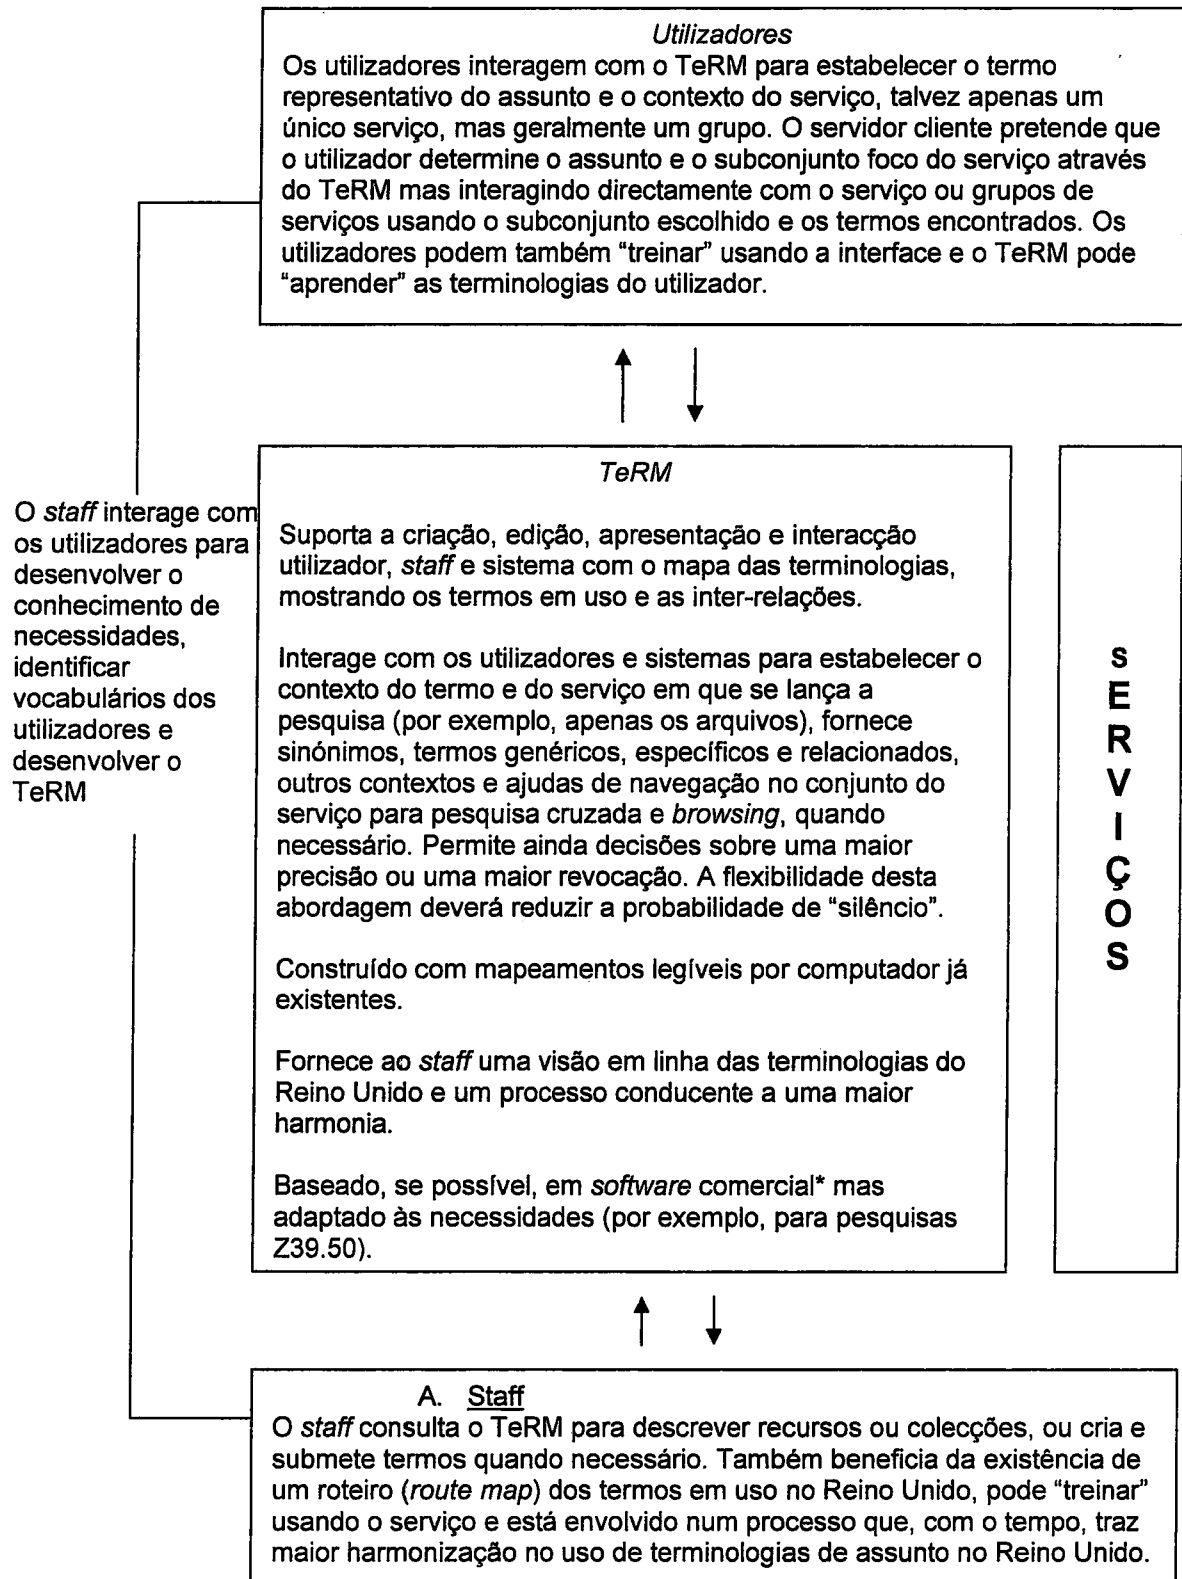 Utilizadores
Os utilizadores interagem com o TeRM para estabelecer o termo
representativo do assunto e o contexto do serviço, talvez apenas um
único serviço, mas geralmente um grupo. O servidor cliente pretende que
o utilizador determine o assunto e o subconjunto foco do serviço através
do TeRM mas interagindo directamente com o serviço ou grupos de
serviços usando o subconjunto escolhido e os termos encontrados. Os
utilizadores podem também “treinar” usando a interface e o TeRM pode
“aprender” as terminologias do utilizador.
O staff interage com
os utilizadores para
desenvolver o
conhecimento de
necessidades,
identificar
vocabulários dos
utilizadores e
desenvolver o
TeRM
TeRM
Suporta a criação, edição, apresentação e interacção
utilizador, staff e sistema com o mapa das terminologias,
mostrando os termos em uso e as inter-relações.
Interage com os utilizadores e sistemas para estabelecer o
contexto do termo e do serviço em que se lança a
pesquisa (por exemplo, apenas os arquivos), fornece
sinónimos, termos genéricos, específicos e relacionados,
outros contextos e ajudas de navegação no conjunto do
serviço para pesquisa cruzada e browsing, quando
necessário. Permite ainda decisões sobre uma maior
precisão ou uma maior revocação. A flexibilidade desta
abordagem deverá reduzir a probabilidade de “silêncio”.
Construído com mapeamentos legíveis por computador já
existentes.
Fornece ao staff uma visão em linha das terminologias do
Reino Unido e um processo conducente a uma maior
harmonia.
Baseado, se possível, em software comercial* mas
adaptado às necessidades (por exemplo, para pesquisas
Z39.50).
s
E
R
V
I
Ç
O
S
A. Staff
O staff consulta o TeRM para descrever recursos ou colecções, ou cria e
submete termos quando necessário. Também beneficia da existência de
um roteiro (route map) dos termos em uso no Reino Unido, pode “treinar”
usando o serviço e está envolvido num processo que, com o tempo, traz
maior harmonização no uso de terminologias de assunto no Reino Unido.